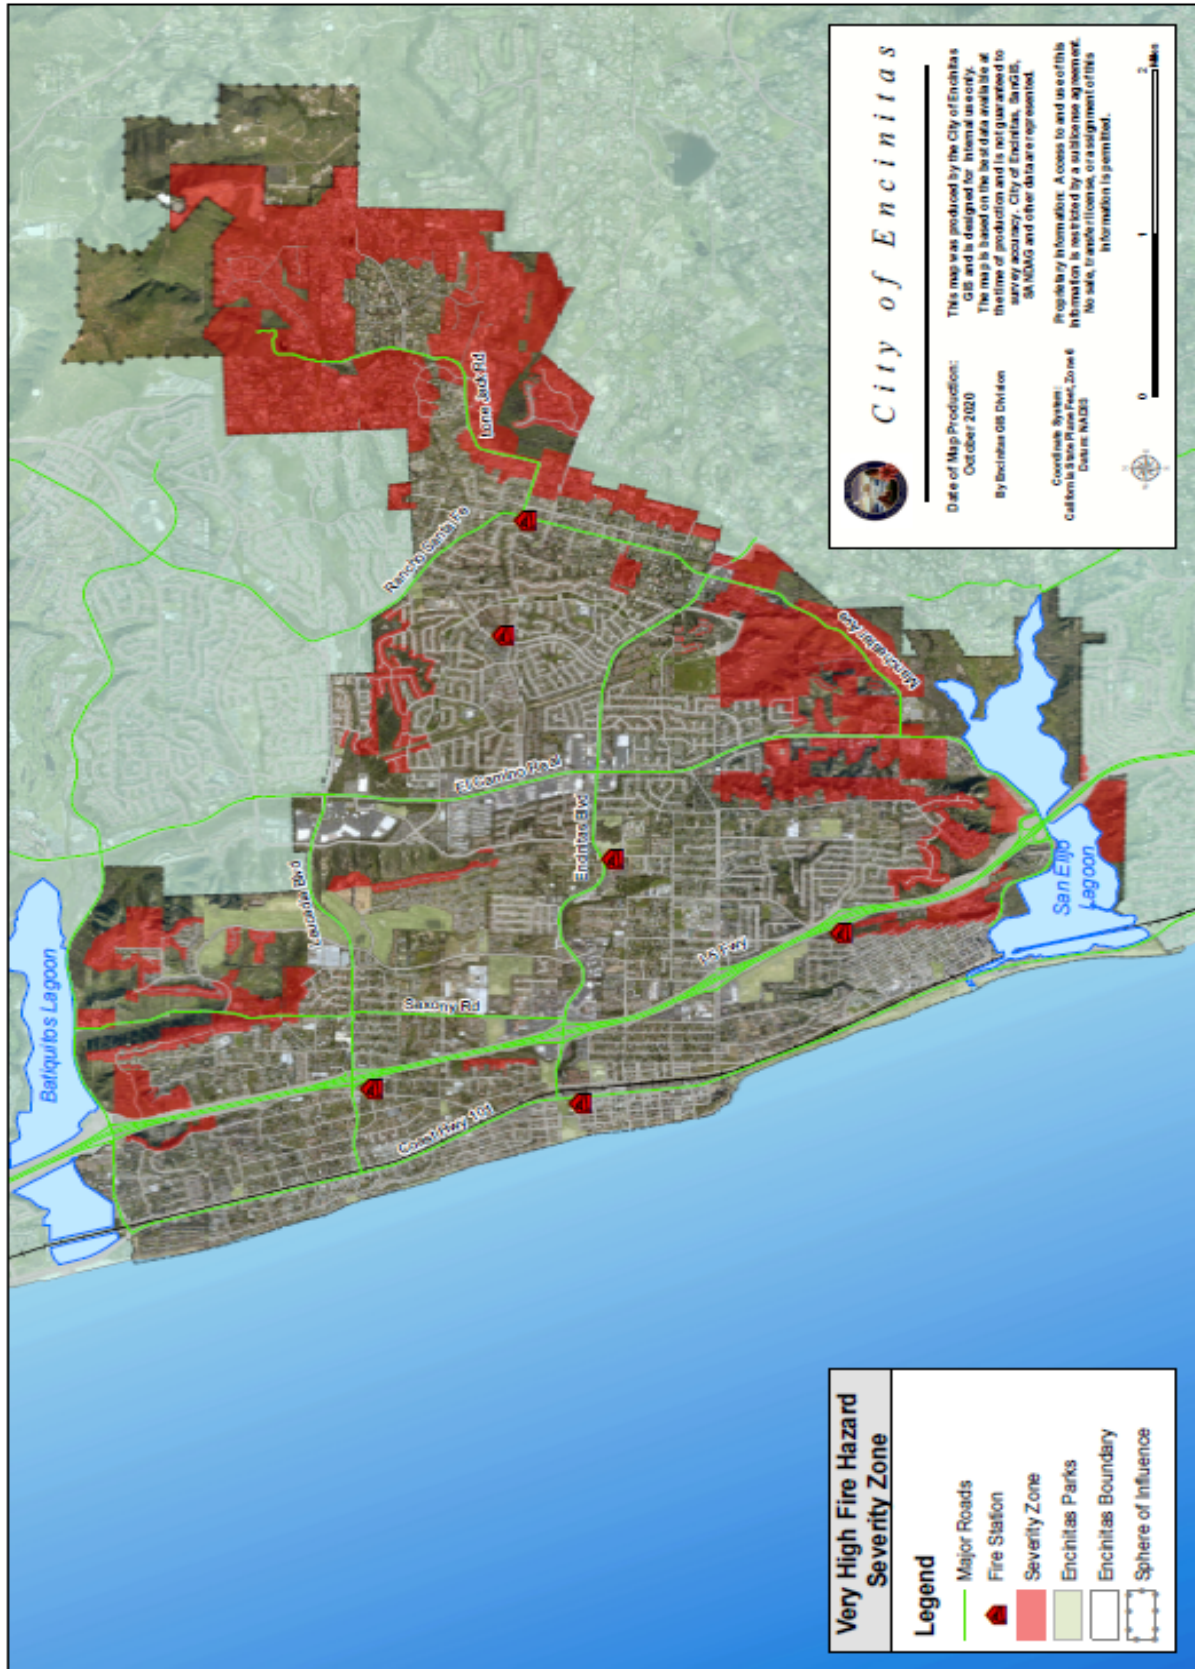 Very High Fire Hazard
Severity Zone
Legend
Major Roads
Fire Station
Severity Zone
Encinitas Parks
Encinitas Boundary
Sphere of Influence
Batiquitos Lagoon
San Elijo
Lagoon
Coast Hwy 101
Saxony Rd
I-5 Fwy
Leucadia Blvd
Encinitas Blvd
El Camino Real
Rancho Santa Fe
Lone Jack Rd
Manchester Ave
City of Encinitas
Date of Map Production:
October 2020
By Encinitas GIS Division
Coordinate System:
California State Plane Feet, Zone 6
Datum: NAD83
This map was produced by the City of Encinitas
GIS and is designed for internal use only.
The map is based on the best data available at
the time of production and is not guaranteed to
survey accuracy. City of Encinitas, SanGIS,
SANDAG and other data are represented.
Proprietary Information: Access to and use of this
information is restricted by a sublicense agreement.
No sale, transfer license, or assignment of this
information is permitted.
0 1 2
Miles